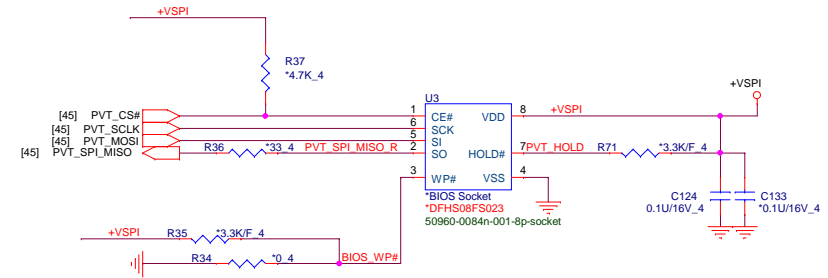 +VSPI
R37
*4.7K_4
+VSPI
U3
[45] PVT_CS#
1
CE#
VDD
8
+VSPI
[45] PVT_SCLK
6
SCK
[45] PVT_MOSI
5
SI
[45] PVT_SPI_MISO
R36
*33_4
PVT_SPI_MISO_R
2
SO
HOLD#
7
PVT_HOLD
R71
*3.3K/F_4
3
WP#
VSS
4
*BIOS Socket
*DFHS08FS023
50960-0084n-001-8p-socket
C124
0.1U/16V_4
C133
*0.1U/16V_4
+VSPI
R35
*3.3K/F_4
R34
*0_4
BIOS_WP#